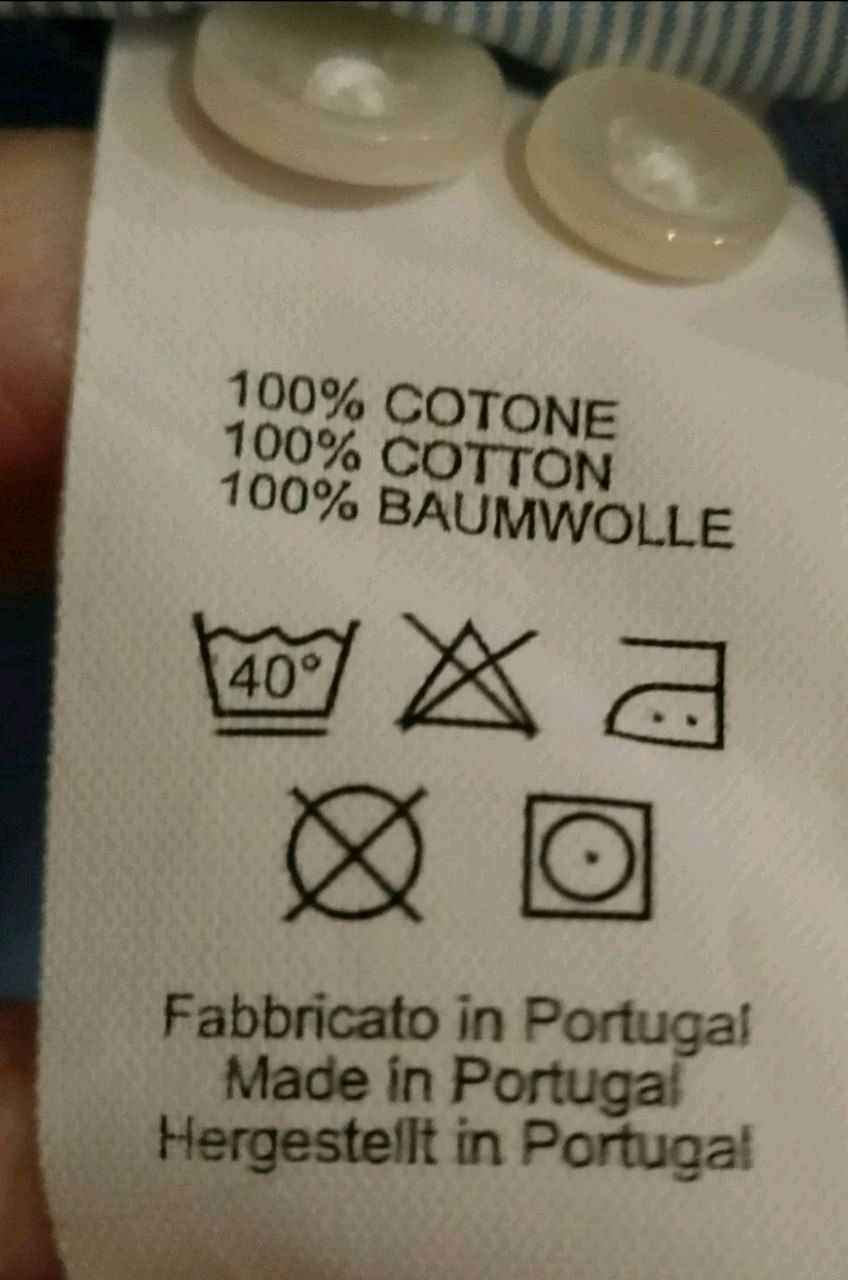 100% COTONE
100% COTTON
100% BAUMWOLLE
40°
Fabbricato in Portugal
Made in Portugal
Hergestellt in Portugal